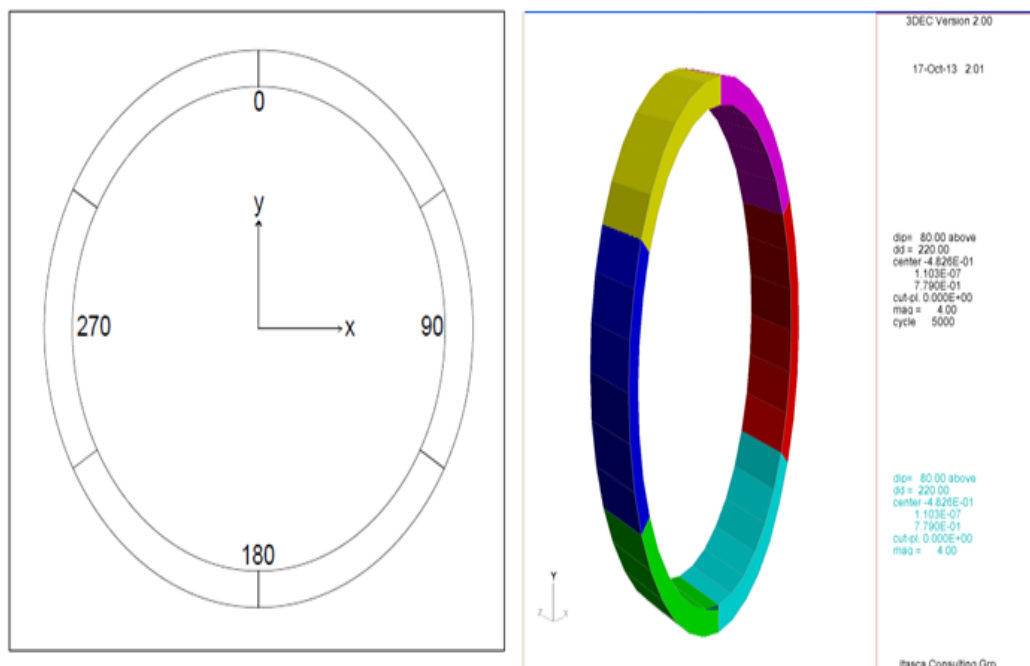 0
y
270
x
90
180
3DEC Version 2.00
17-Oct-13 2:01
dip= 80.00 above
dd = 220.00
center -4.826E-01
1.103E-07
7.790E-01
cut-pl. 0.000E+00
mag = 4.00
cycle 5000
dip= 80.00 above
dd = 220.00
center -4.826E-01
1.103E-07
7.790E-01
cut-pl. 0.000E+00
mag = 4.00
Y
Z X
Itasca Consulting Grp